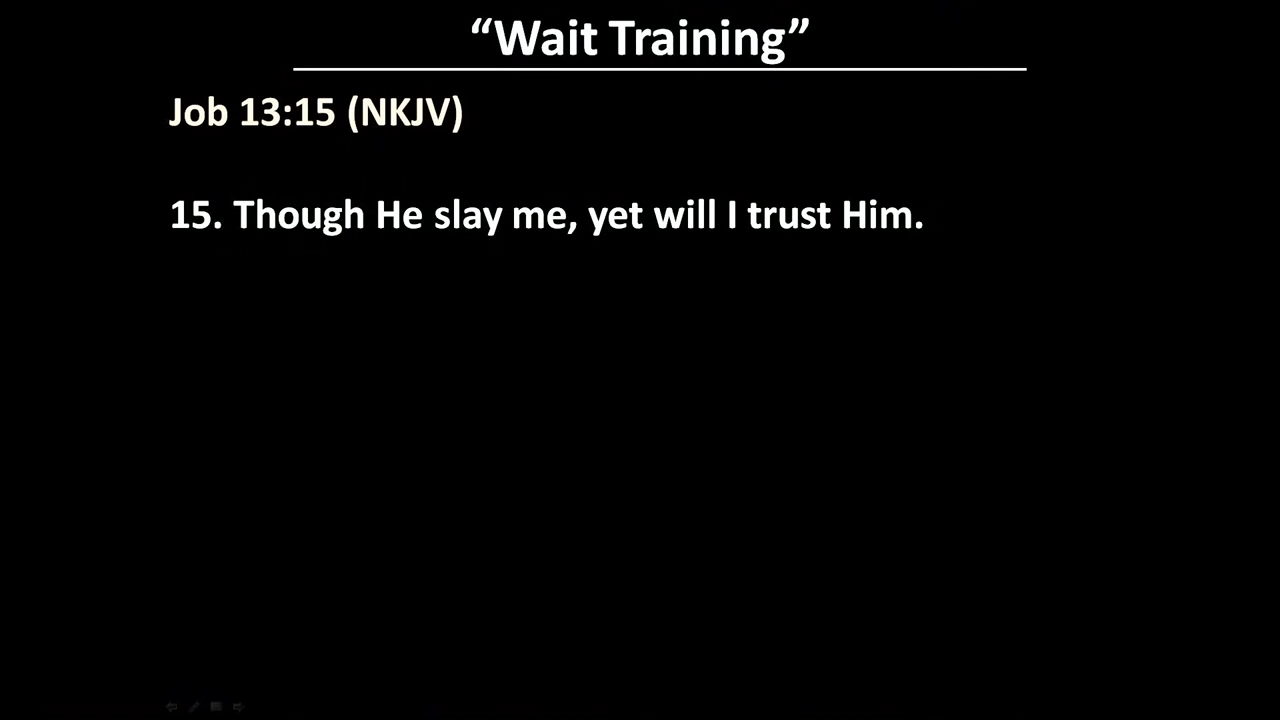 “Wait Training”
Job 13:15 (NKJV)
15. Though He slay me, yet will I trust Him.